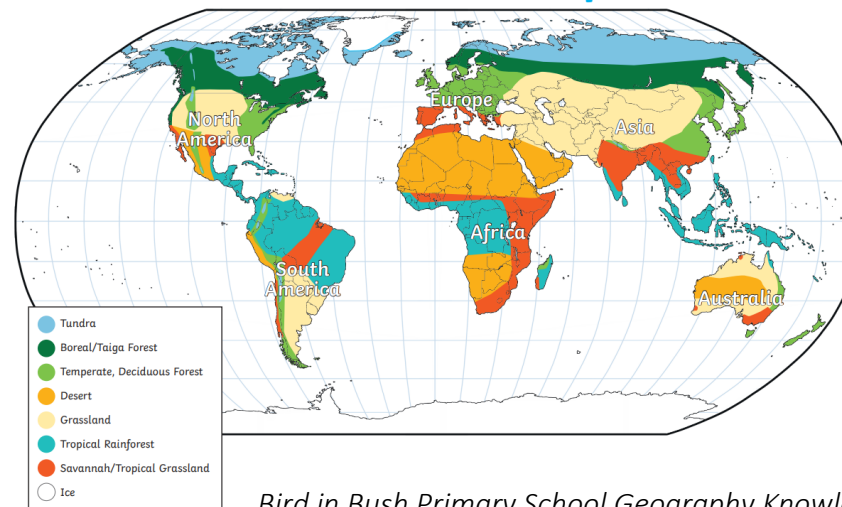 North
America
Europe
Asia
Africa
South
America
Australia
Tundra
Boreal/Taiga Forest
Temperate, Deciduous Forest
Desert
Grassland
Tropical Rainforest
Savannah/Tropical Grassland
Ice
Bird in Bush Primary School Geography Knowl